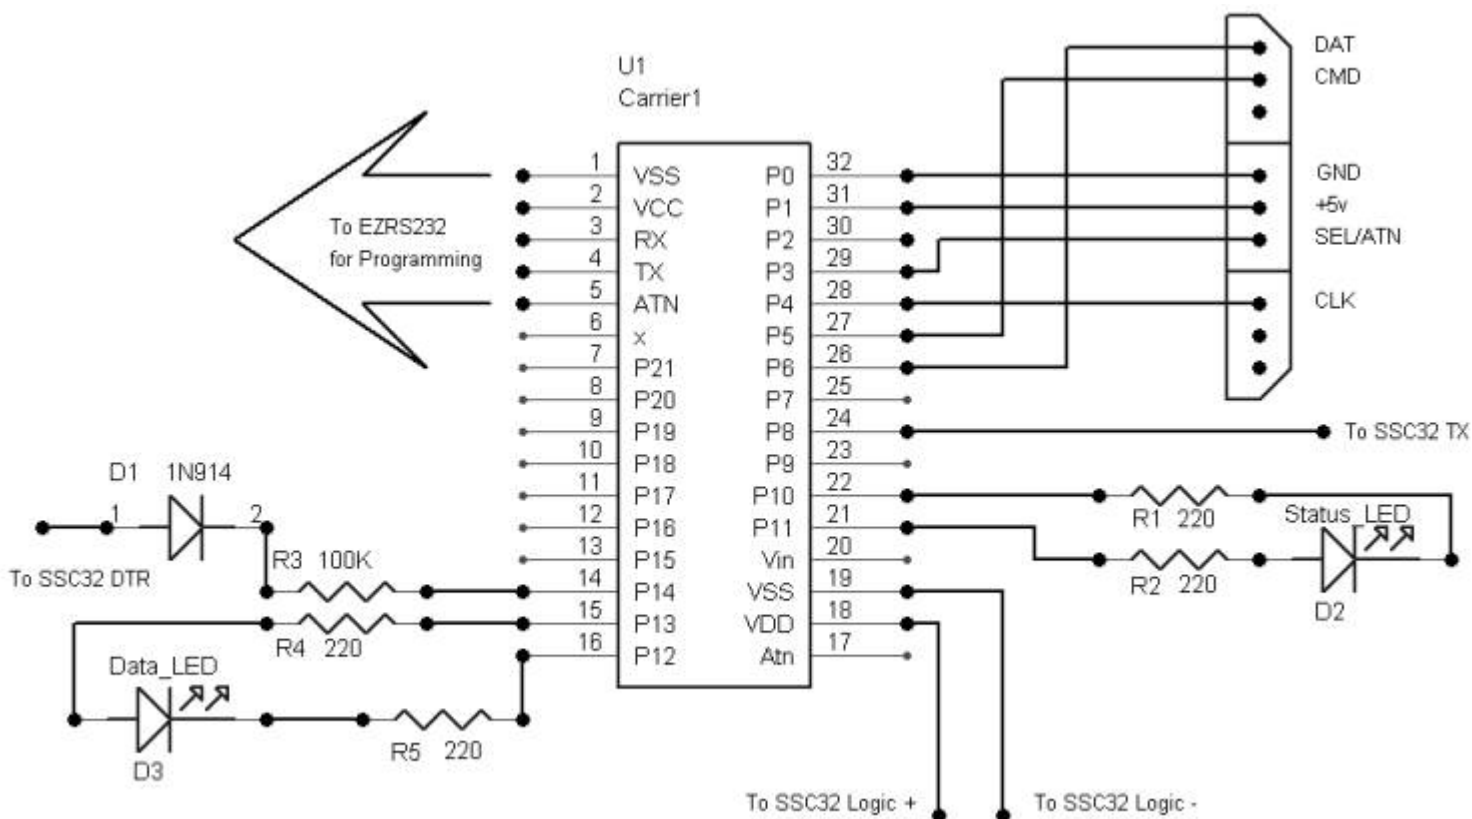 U1
Carrier1
DAT
CMD
GND
+5v
SEL/ATN
CLK
To EZRS232
for Programming
1 VSS P0 32
2 VCC P1 31
3 RX P2 30
4 TX P3 29
5 ATN P4 28
6 x P5 27
7 P21 P6 26
8 P20 P7 25
9 P19 P8 24
10 P18 P9 23
11 P17 P10 22
12 P16 P11 21
13 P15 Vin 20
14 P14 VSS 19
15 P13 VDD 18
16 P12 Atn 17
To SSC32 TX
D1 1N914
1 2
To SSC32 DTR
R3 100K
R4 220
Data_LED
D3
R5 220
R1 220
Status_LED
R2 220
D2
To SSC32 Logic +
To SSC32 Logic -